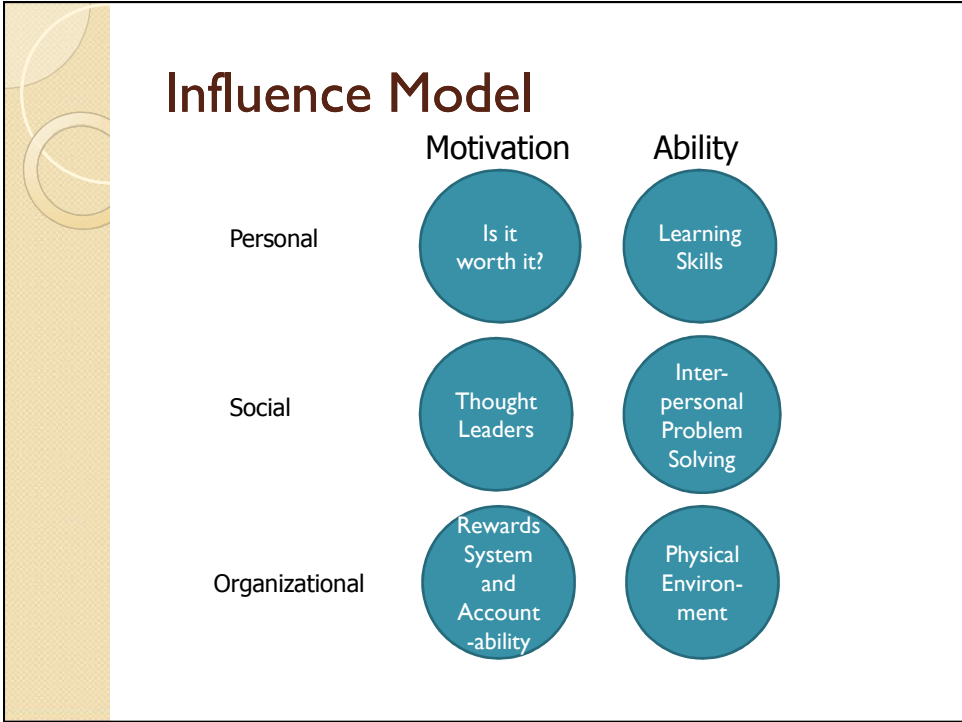 Influence Model
Motivation
Ability
Personal
Is it
worth it?
Learning
Skills
Social
Thought
Leaders
Inter-
personal
Problem
Solving
Organizational
Rewards
System
and
Account
-ability
Physical
Environ-
ment